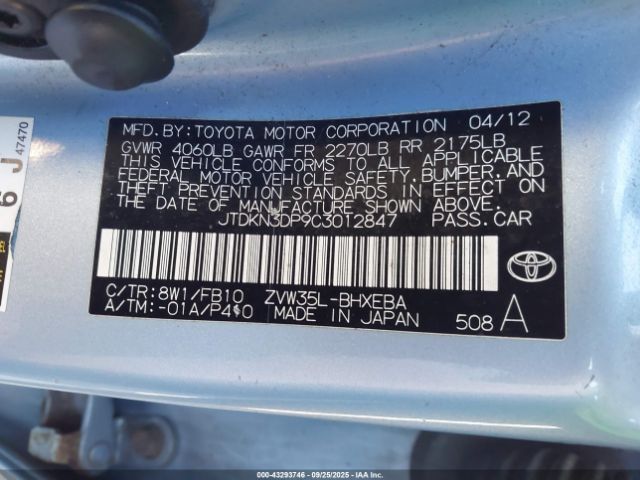 MFD. BY: TOYOTA MOTOR CORPORATION 04/12
GVWR 4060LB GAWR FR 2270LB RR 2175LB
THIS VEHICLE CONFORMS TO ALL APPLICABLE
FEDERAL MOTOR VEHICLE SAFETY, BUMPER, AND
THEFT PREVENTION STANDARDS IN EFFECT ON
THE DATE OF MANUFACTURE SHOWN ABOVE.
JTDKN3DP9C3012847 PASS. CAR
C/TR: 8W1/FB10 ZVW35L-BHXEBA
A/TM: -01A/P410 MADE IN JAPAN 508 A
J 47470
000-43293746 - 09/25/2025 - IAAI.COM